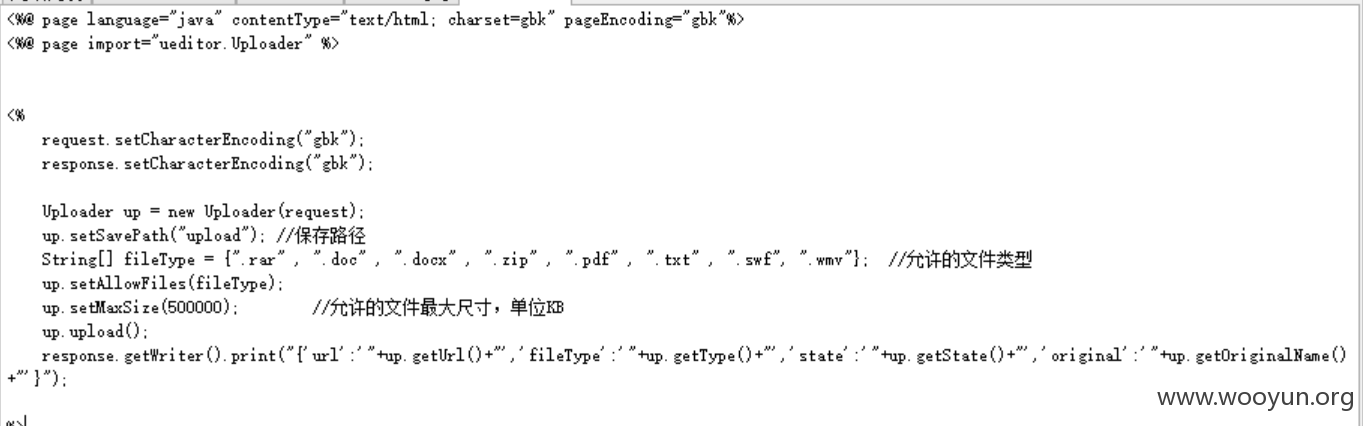 <%@ page language="java" contentType="text/html; charset=gbk" pageEncoding="gbk"%>
<%@ page import="ueditor.Uploader" %>
<%
request.setCharacterEncoding("gbk");
response.setCharacterEncoding("gbk");
Uploader up = new Uploader(request);
up.setSavePath("upload"); //保存路径
String[] fileType = {".rar" , ".doc" , ".docx" , ".zip" , ".pdf" , ".txt" , ".swf", ".wmv"}; //允许的文件类型
up.setAllowFiles(fileType);
up.setMaxSize(500000); //允许的文件最大尺寸，单位KB
up.upload();
response.getWriter().print("{'url':'"+up.getUrl()+"','fileType':'"+up.getType()+"','state':'"+up.getState()+"','original':'"+up.getOriginalName()
+"'}");
www.wooyun.org